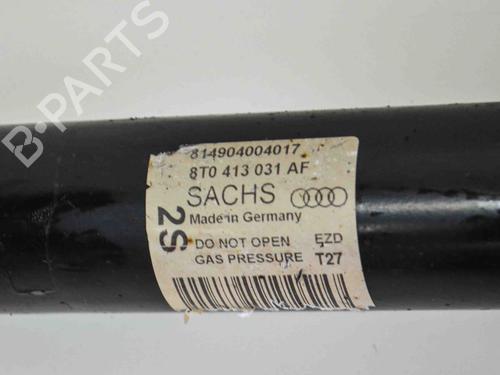 B-PARTS
814904004017
8T0 413 031 AF
SACHS
Made in Germany
2S
DO NOT OPEN EZD
GAS PRESSURE T27